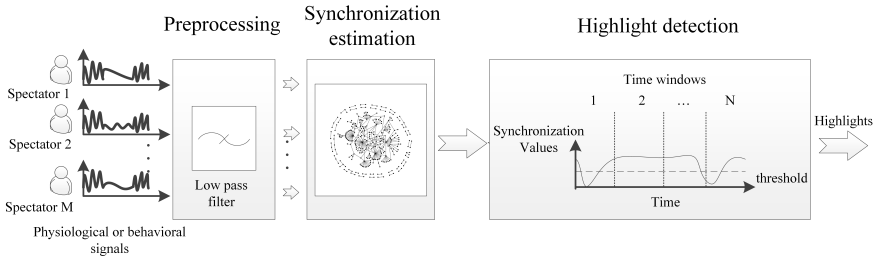 Preprocessing
Synchronization
estimation
Highlight detection
Spectator 1
Spectator 2
Spectator M
Physiological or behavioral
signals
Low pass
filter
Time windows
1 2 ... N
Synchronization
Values
threshold
Time
Highlights